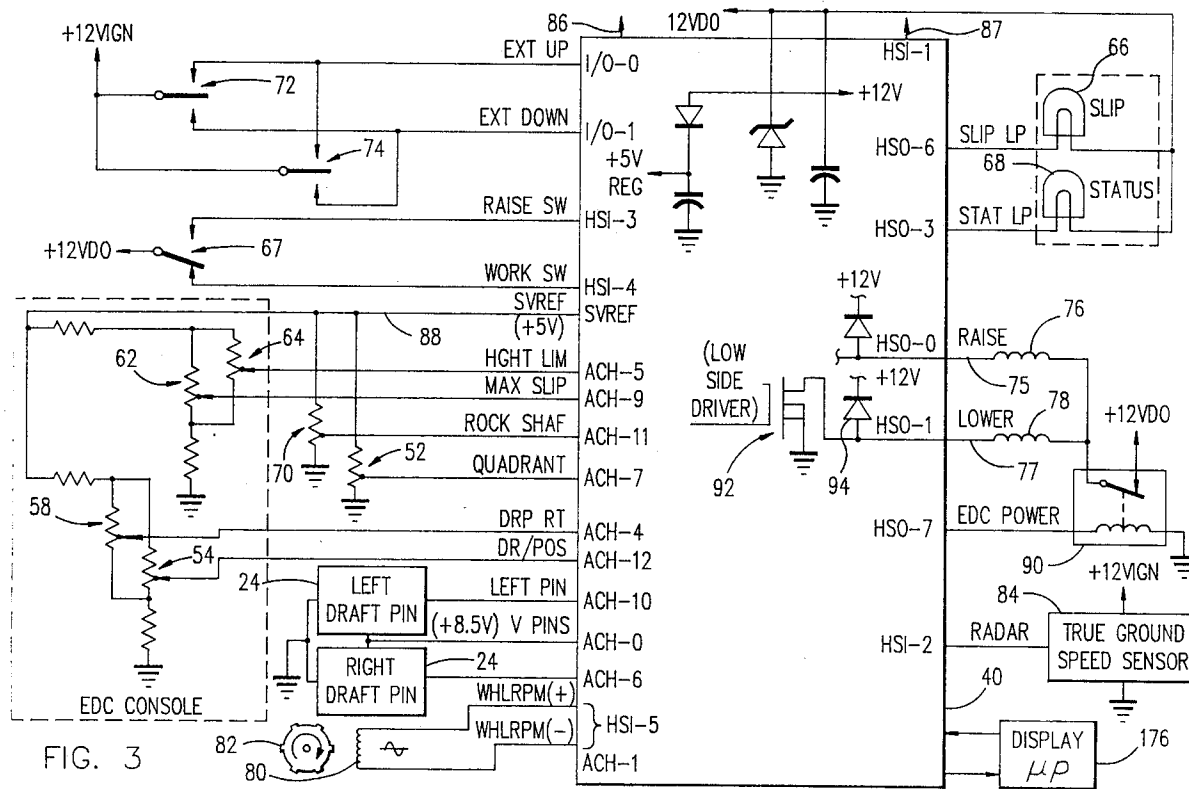 +12VIGN
86
12VDO
87
EXT UP
I/O-0
HSI-1
72
66
EXT DOWN
I/O-1
+12V
SLIP
74
+5V
REG
HSO-6
SLIP LP
68
RAISE SW
HSI-3
STATUS
+12VDO
67
HSO-3
STAT LP
WORK SW
HSI-4
SVREF
(+5V)
SVREF
88
+12V
64
62
HGHT LIM
ACH-5
(LOW
SIDE
DRIVER)
HSO-0
RAISE
76
75
MAX SLIP
ACH-9
+12V
ROCK SHAF
ACH-11
HSO-1
LOWER
78
77
+12VDO
70
52
QUADRANT
ACH-7
92
94
58
DRP RT
ACH-4
HSO-7
EDC POWER
54
DR/POS
ACH-12
90
24
LEFT
DRAFT PIN
LEFT PIN
ACH-10
+12VIGN
84
(+8.5V) V PINS
ACH-0
HSI-2
RADAR
TRUE GROUND
SPEED SENSOR
RIGHT
DRAFT PIN
24
ACH-6
EDC CONSOLE
WHLRPM(+)
HSI-5
40
82
WHLRPM(-)
FIG. 3
80
ACH-1
DISPLAY
μp
176